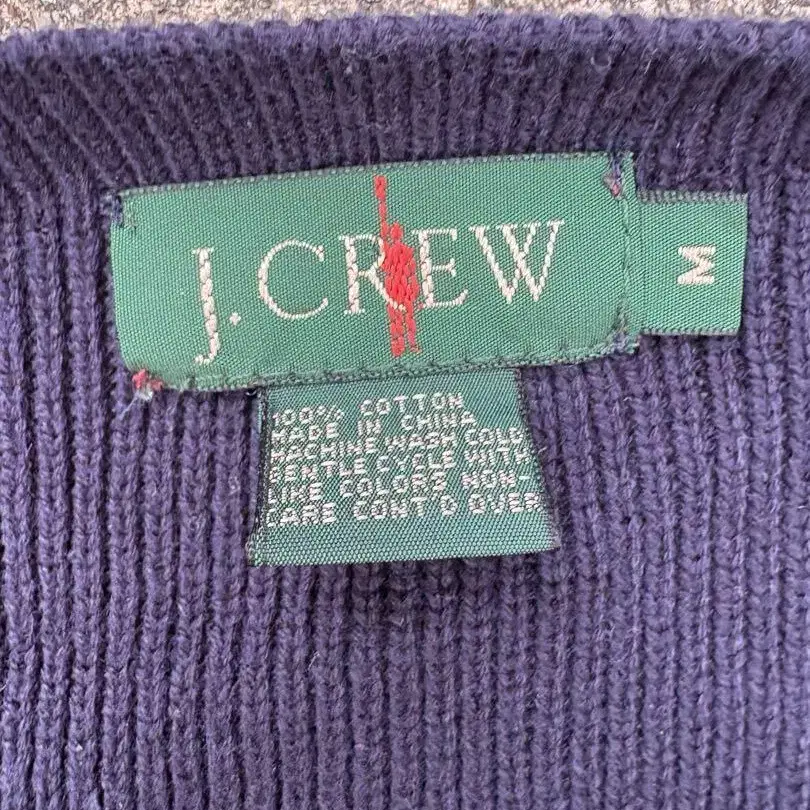 J.CREW
M
100% COTTON
MADE IN CHINA
MACHINE WASH COLD
GENTLE CYCLE WITH
LIKE COLORS NON-
CARE CONT'D OVER